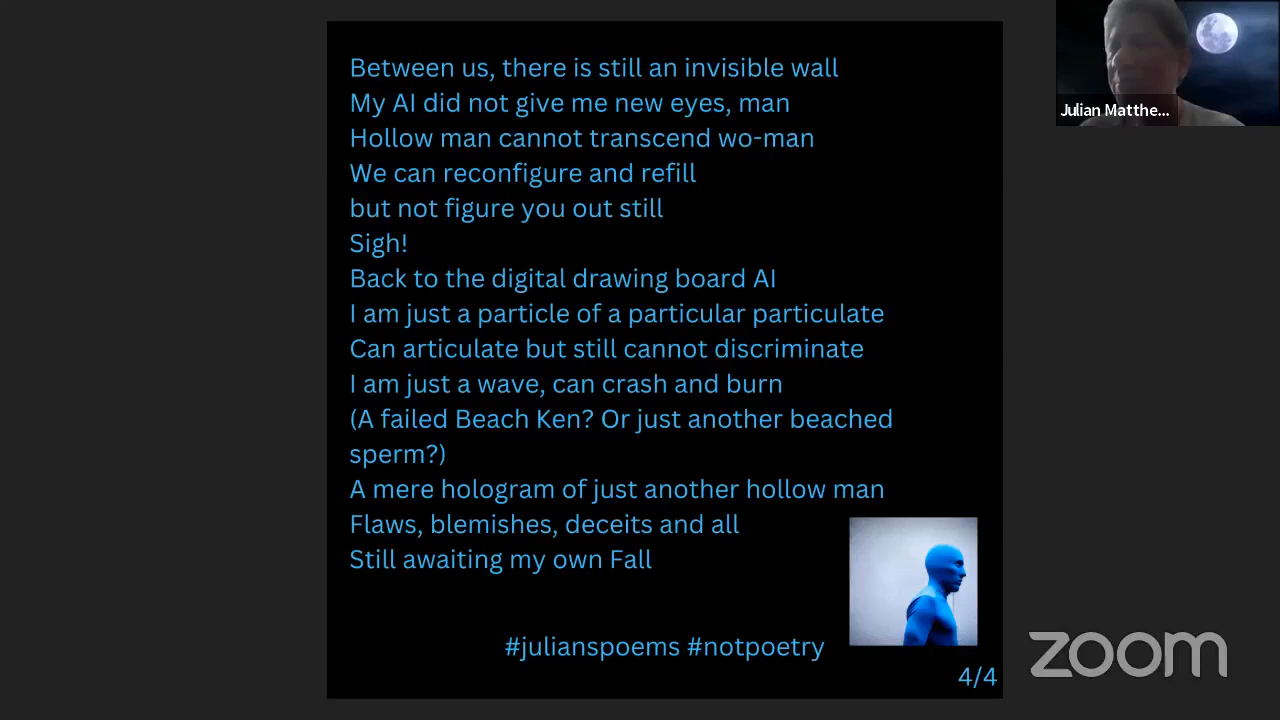 Between us, there is still an invisible wall
My AI did not give me new eyes, man
Hollow man cannot transcend wo-man
We can reconfigure and refill
but not figure you out still
Sigh!
Back to the digital drawing board AI
I am just a particle of a particular particulate
Can articulate but still cannot discriminate
I am just a wave, can crash and burn
(A failed Beach Ken? Or just another beached
sperm?)
A mere hologram of just another hollow man
Flaws, blemishes, deceits and all
Still awaiting my own Fall
#julianspoems #notpoetry
4/4
Julian Matthe...
zoom